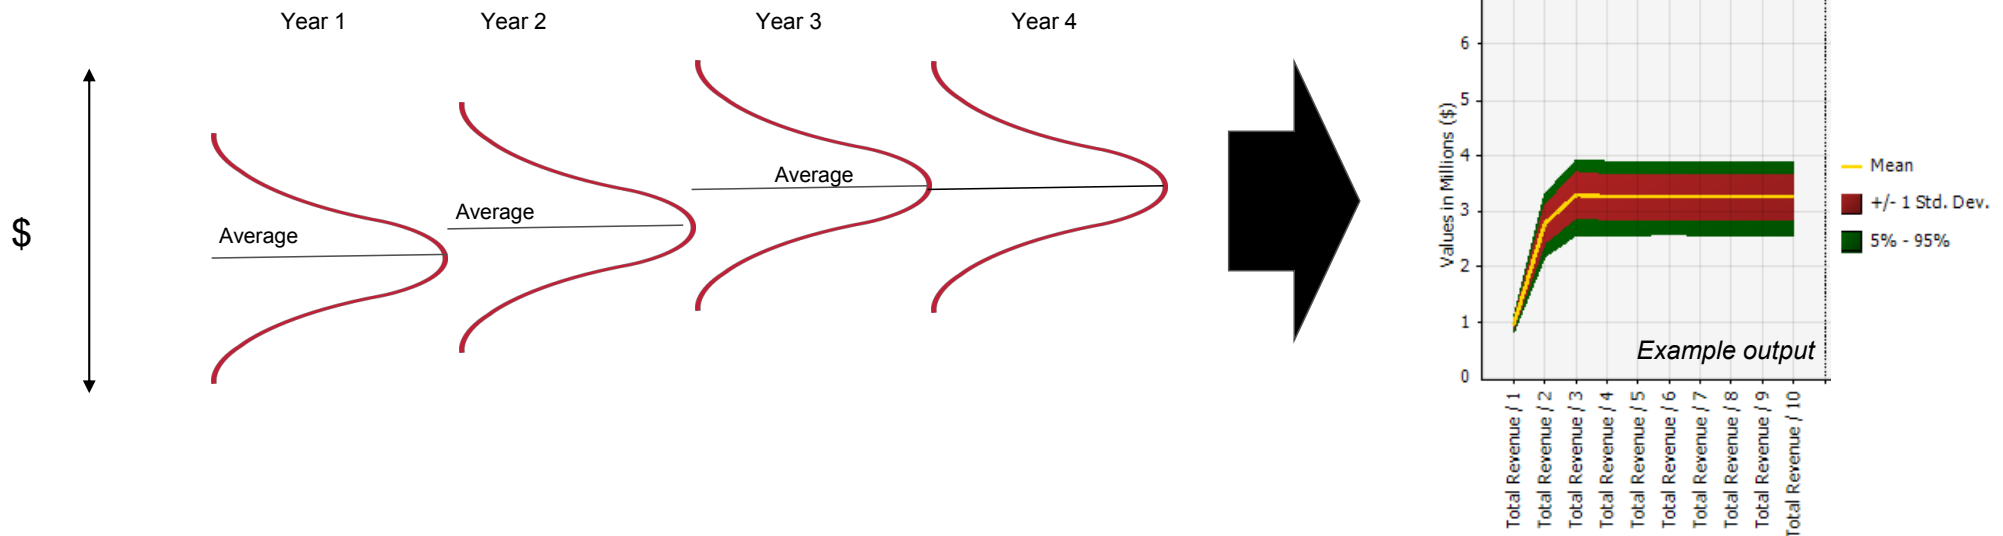 Year 1
Year 2
Year 3
Year 4
$
Average
Average
Average
Values in Millions ($)
6
5
4
3
2
1
0
Example output
Total Revenue / 1
Total Revenue / 2
Total Revenue / 3
Total Revenue / 4
Total Revenue / 5
Total Revenue / 6
Total Revenue / 7
Total Revenue / 8
Total Revenue / 9
Total Revenue / 10
Mean
+/- 1 Std. Dev.
5% - 95%